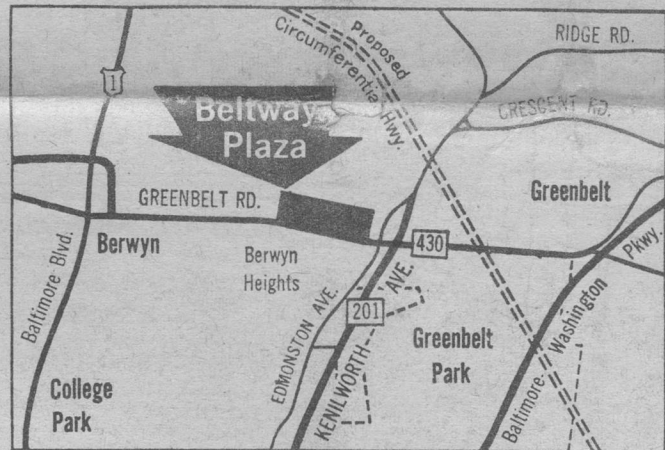 RIDGE RD.
Proposed
Circumferential Hwy.
1
CRESCENT RD.
Beltway
Plaza
GREENBELT RD.
Greenbelt
Berwyn
430
Pkwy.
Berwyn
Heights
Baltimore Blvd.
EDMONSTON AVE.
201
KENILWORTH AVE.
Greenbelt
Park
Baltimore-Washington
College
Park